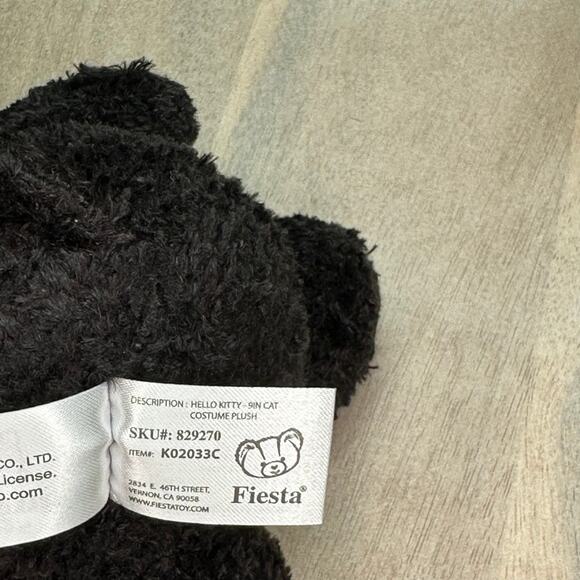 CO., LTD.
License.
o.com
DESCRIPTION : HELLO KITTY - 9IN CAT
COSTUME PLUSH
SKU#: 829270
ITEM#: K02033C
2834 E. 46TH STREET,
VERNON, CA 90058
WWW.FIESTATOY.COM
Fiesta®